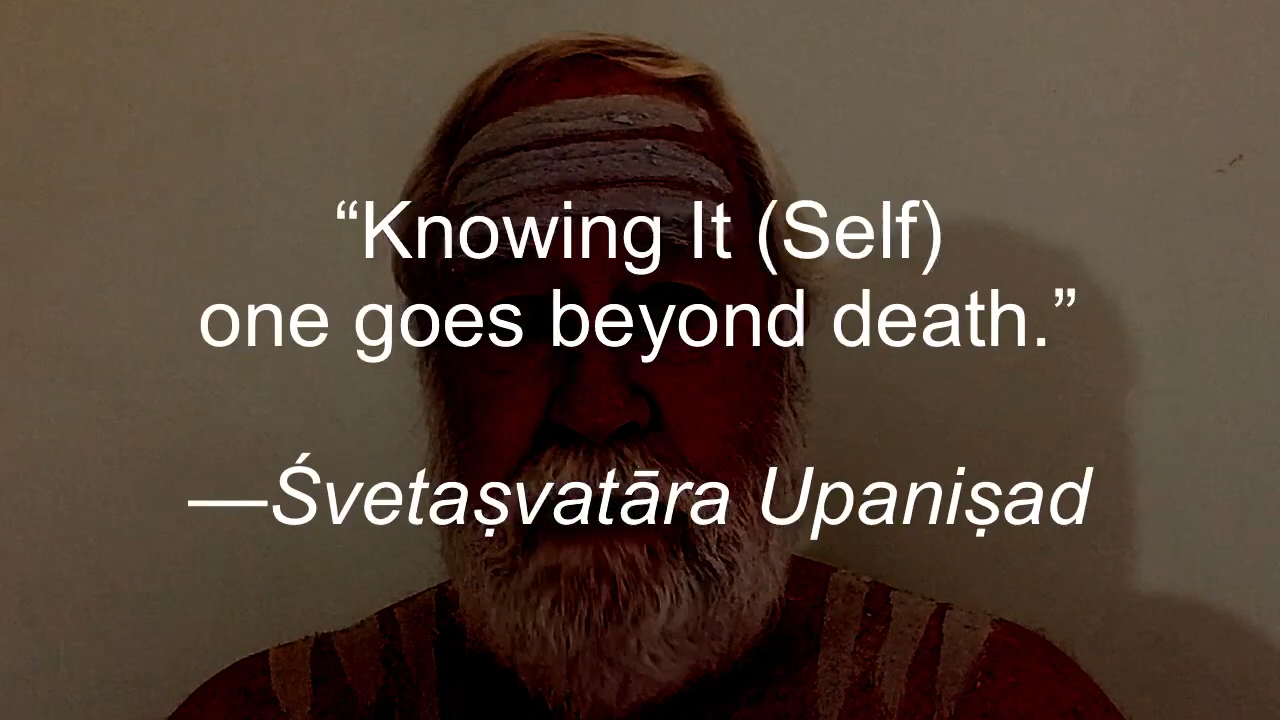 “Knowing It (Self)
one goes beyond death.”
—Śvetaṣvatāra Upaniṣad